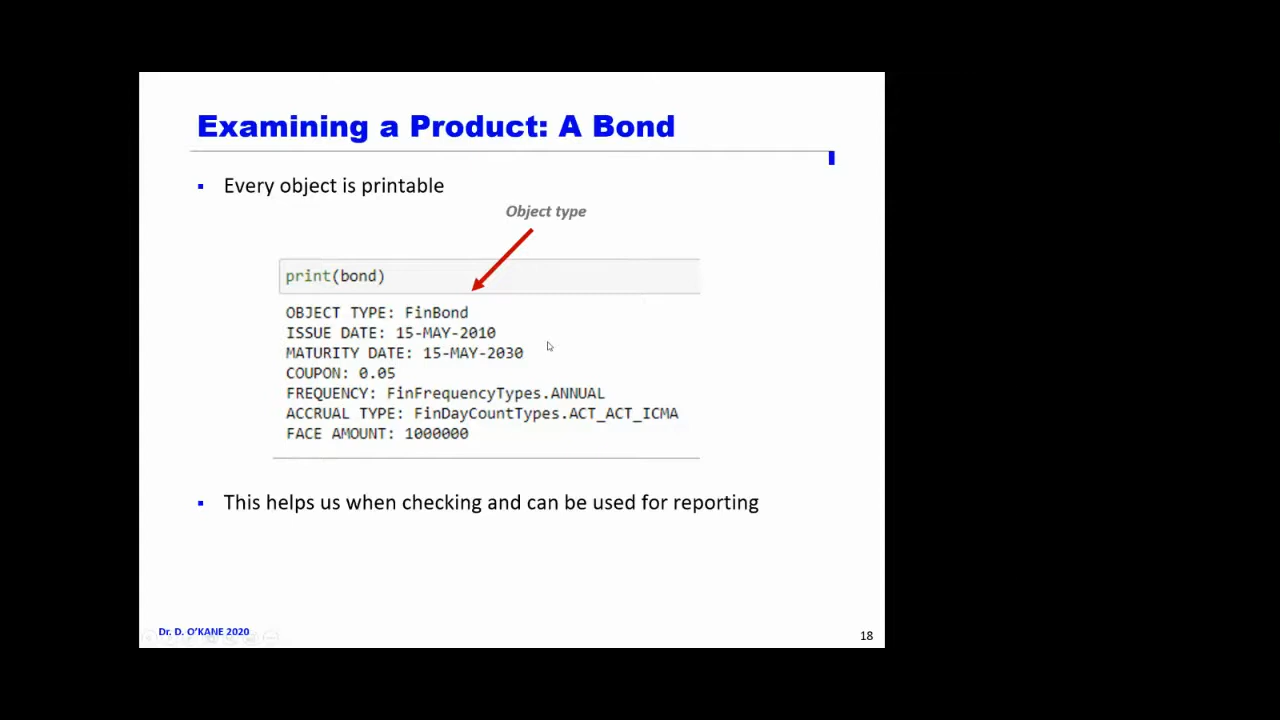 Examining a Product: A Bond
Every object is printable
Object type
print(bond)
OBJECT TYPE: FinBond
ISSUE DATE: 15-MAY-2010
MATURITY DATE: 15-MAY-2030
COUPON: 0.05
FREQUENCY: FinFrequencyTypes.ANNUAL
ACCRUAL TYPE: FinDayCountTypes.ACT_ACT_ICMA
FACE AMOUNT: 1000000
This helps us when checking and can be used for reporting
Dr. D. O'KANE 2020
18